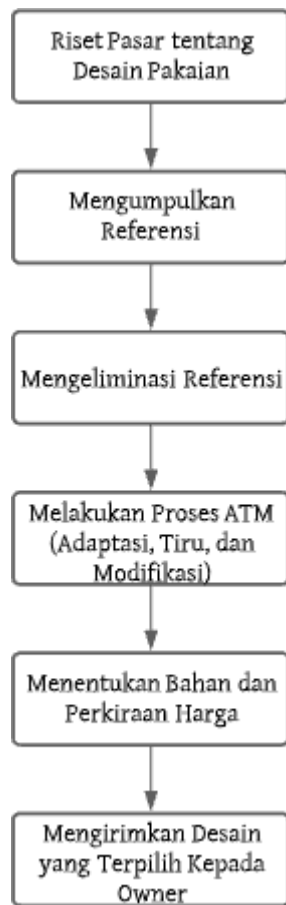 Riset Pasar tentang
Desain Pakaian
Mengumpulkan
Referensi
Mengeliminasi Referensi
Melakukan Proses ATM
(Adaptasi, Tiru, dan
Modifikasi)
Menentukan Bahan dan
Perkiraan Harga
Mengirimkan Desain
yang Terpilih Kepada
Owner